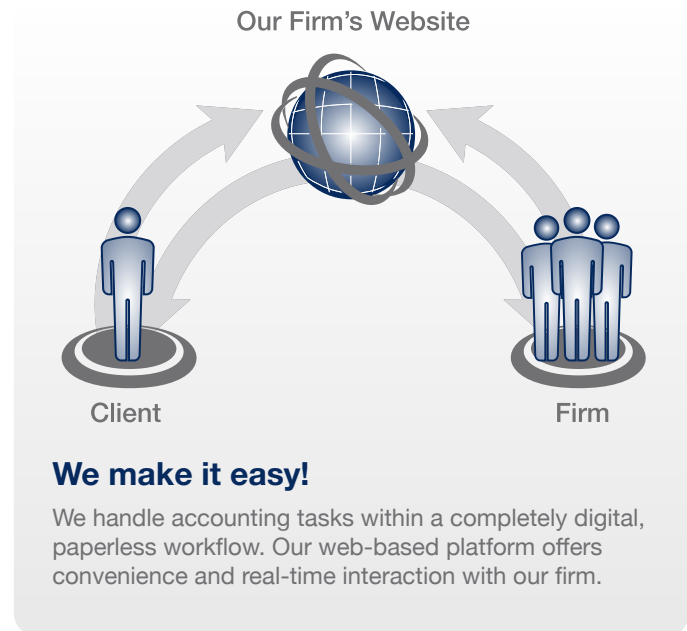 Our Firm's Website
Client
Firm
We make it easy!
We handle accounting tasks within a completely digital,
paperless workflow. Our web-based platform offers
convenience and real-time interaction with our firm.